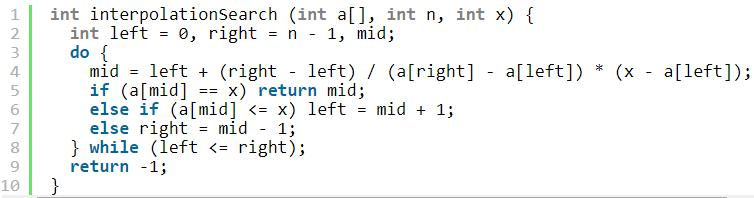 1 int interpolationSearch (int a[], int n, int x) {
2   int left = 0, right = n - 1, mid;
3   do {
4     mid = left + (right - left) / (a[right] - a[left]) * (x - a[left]);
5     if (a[mid] == x) return mid;
6     else if (a[mid] <= x) left = mid + 1;
7     else right = mid - 1;
8   } while (left <= right);
9   return -1;
10 }